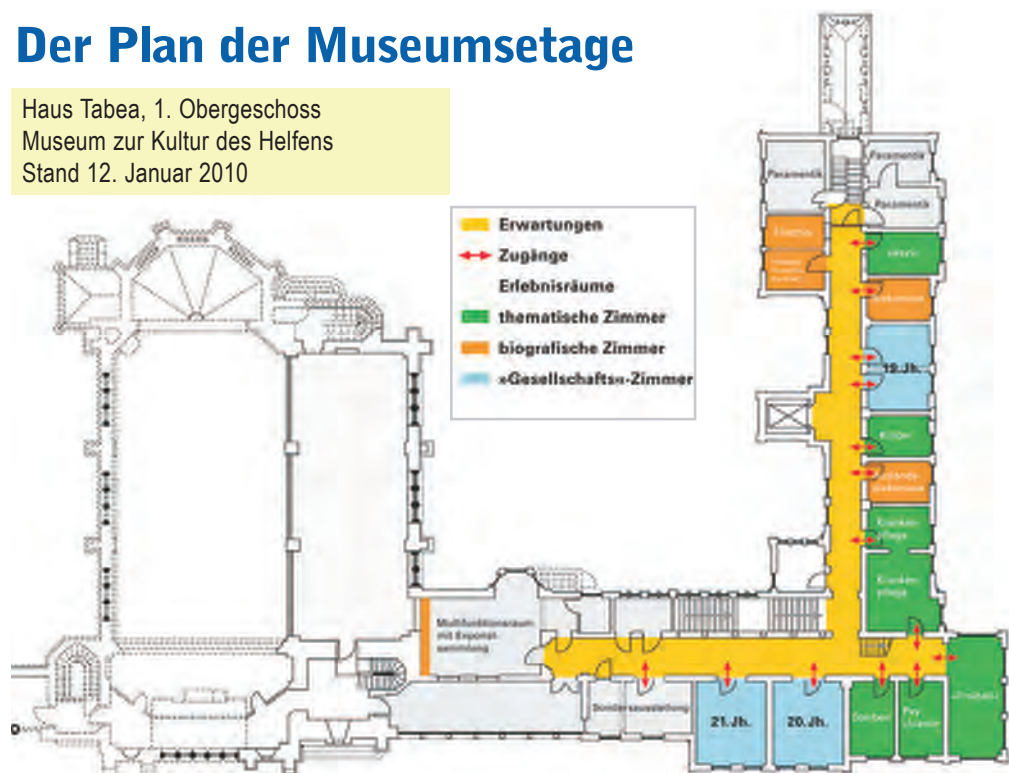 Der Plan der Museumsetage
Haus Tabea, 1. Obergeschoss
Museum zur Kultur des Helfens
Stand 12. Januar 2010
Erwartungen
Zugänge
Erlebnisräume
thematische Zimmer
biografische Zimmer
»Gesellschafts«-Zimmer
Paramentik
Paramentik
Paramentik
19. Jh.
Kranken-
pflege
Kranken-
pflege
Multifunktionsraum
mit Exponat-
sammlung
Sonderausstellung
21. Jh.
20. Jh.